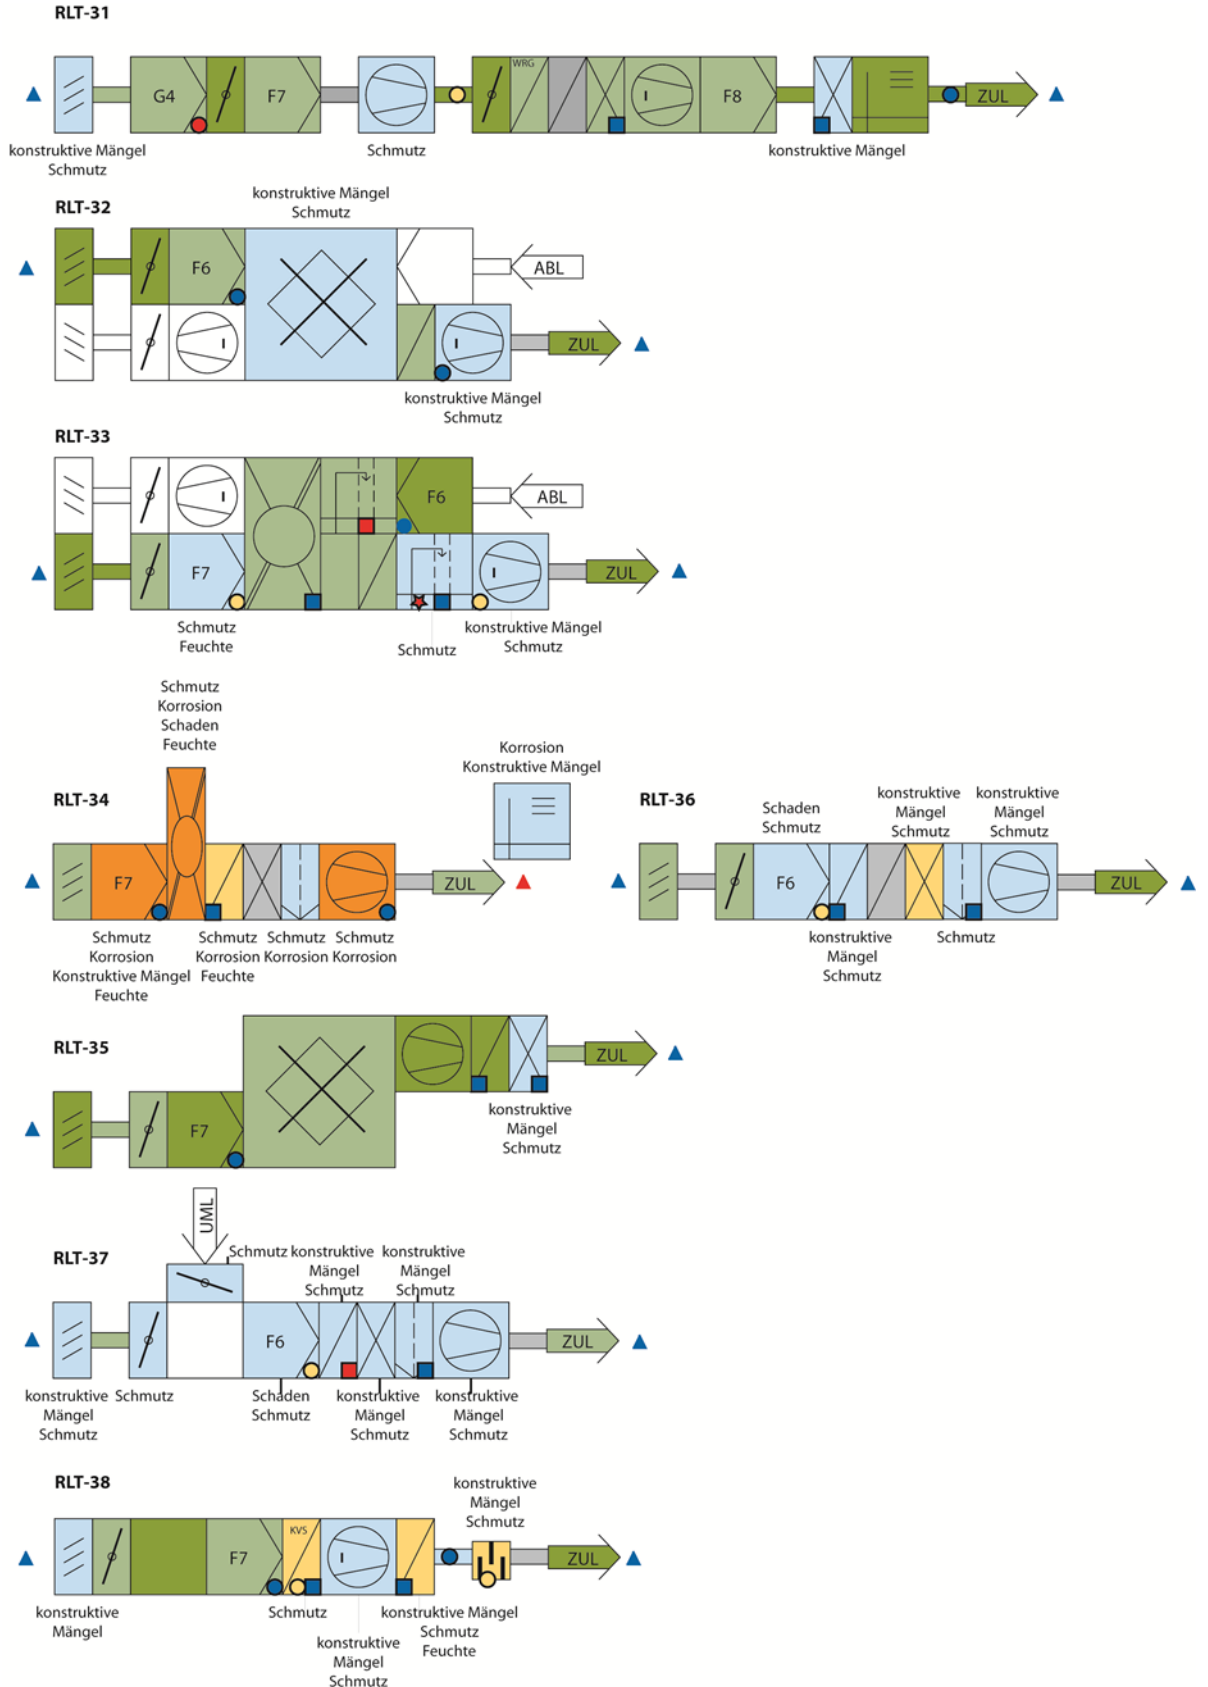 RLT-31
WRG
G4
F7
F8
ZUL
konstruktive Mängel
Schmutz
Schmutz
konstruktive Mängel
RLT-32
konstruktive Mängel
Schmutz
F6
ABL
ZUL
konstruktive Mängel
Schmutz
RLT-33
F6
ABL
F7
ZUL
Schmutz
Feuchte
Schmutz
konstruktive Mängel
Schmutz
Schmutz
Korrosion
Schaden
Feuchte
Korrosion
Konstruktive Mängel
RLT-34
F7
ZUL
Schmutz
Korrosion
Konstruktive Mängel
Feuchte
Schmutz
Korrosion
Feuchte
Schmutz
Korrosion
Schmutz
Korrosion
RLT-36
Schaden
Schmutz
konstruktive
Mängel
Schmutz
konstruktive
Mängel
Schmutz
F6
ZUL
konstruktive
Mängel
Schmutz
Schmutz
RLT-35
ZUL
F7
konstruktive
Mängel
Schmutz
UML
RLT-37
Schmutz
konstruktive
Mängel
Schmutz
konstruktive
Mängel
Schmutz
F6
ZUL
konstruktive
Mängel
Schmutz
Schmutz
Schaden
Schmutz
konstruktive
Mängel
Schmutz
konstruktive
Mängel
Schmutz
RLT-38
konstruktive
Mängel
Schmutz
KVS
F7
ZUL
konstruktive
Mängel
Schmutz
konstruktive
Mängel
Schmutz
konstruktive Mängel
Schmutz
Feuchte